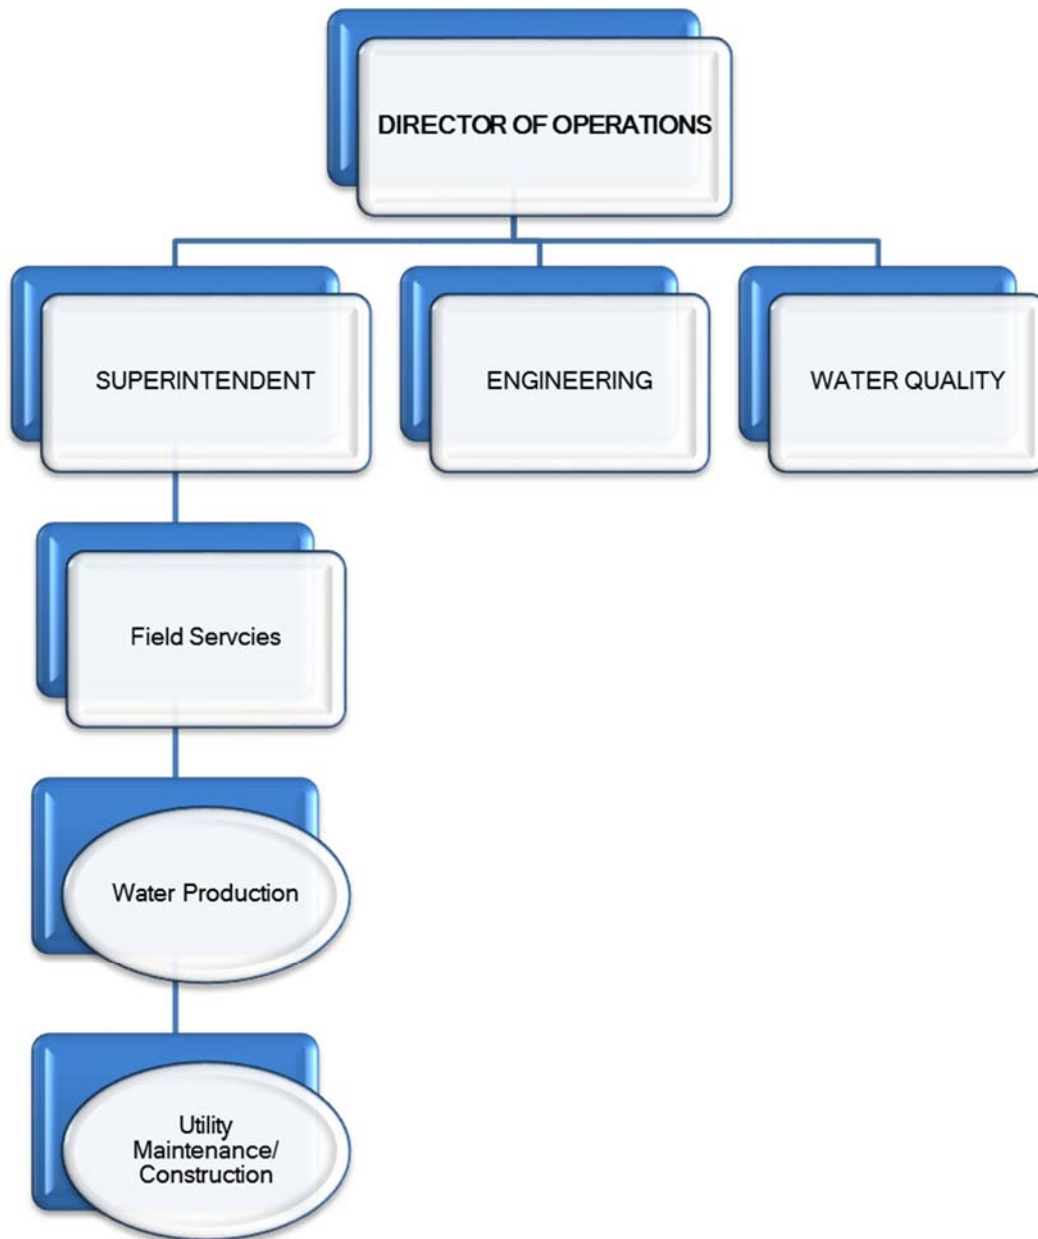 DIRECTOR OF OPERATIONS
SUPERINTENDENT
ENGINEERING
WATER QUALITY
Field Servcies
Water Production
Utility
Maintenance/
Construction